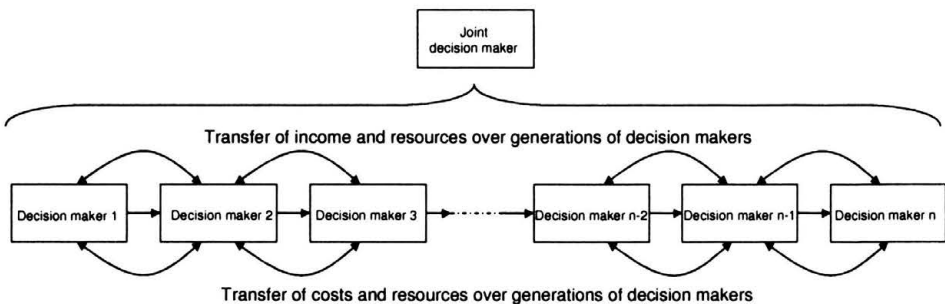 Joint
decision maker
Transfer of income and resources over generations of decision makers
Decision maker 1
Decision maker 2
Decision maker 3
Decision maker n-2
Decision maker n-1
Decision maker n
Transfer of costs and resources over generations of decision makers